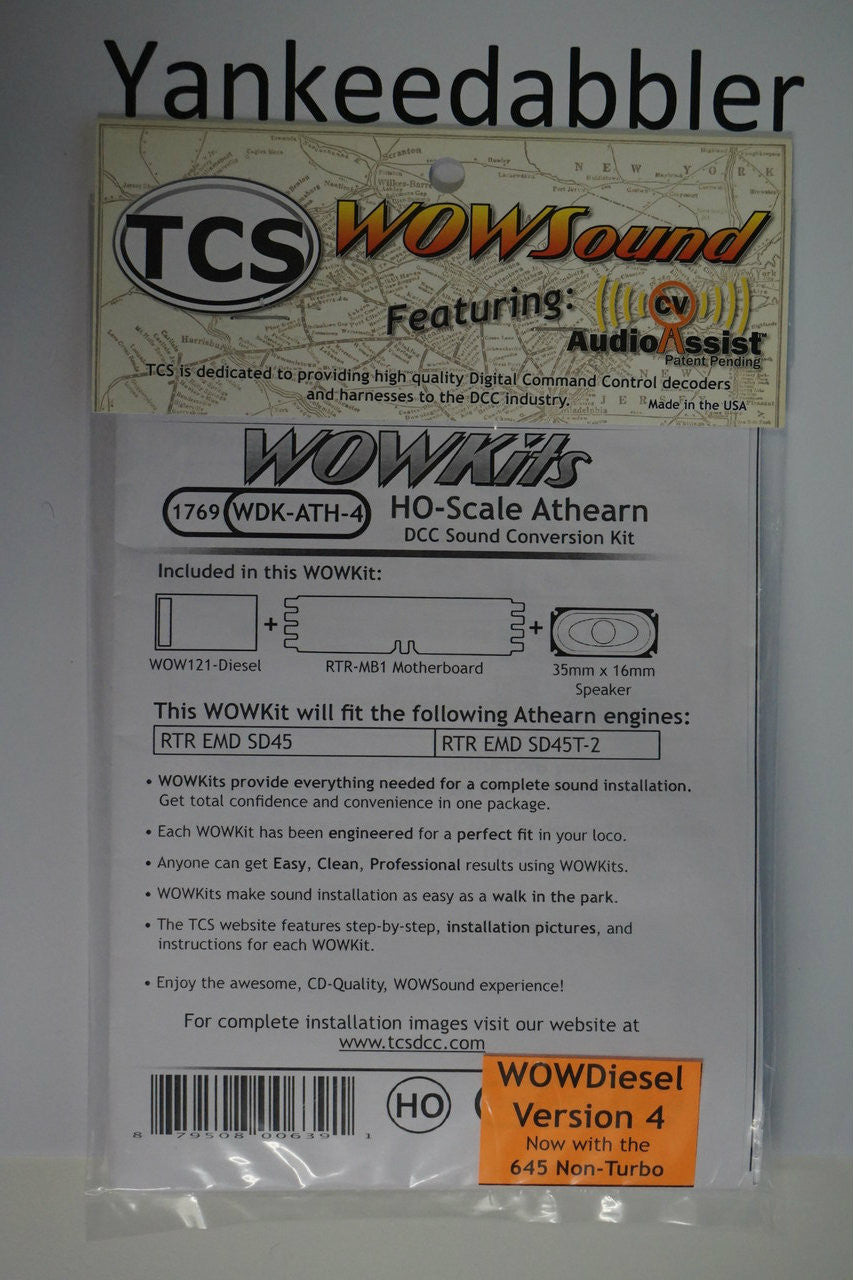 Yankeedabbler
TCS
WOWSound
Featuring:
CV
AudioAssist™
Patent Pending
TCS is dedicated to providing high quality Digital Command Control decoders
and harnesses to the DCC industry.
Made in the USA
WOWKits
1769 WDK-ATH-4
HO-Scale Athearn
DCC Sound Conversion Kit
Included in this WOWKit:
+ +
WOW121-Diesel
RTR-MB1 Motherboard
35mm x 16mm
Speaker
This WOWKit will fit the following Athearn engines:
RTR EMD SD45 RTR EMD SD45T-2
• WOWKits provide everything needed for a complete sound installation.
Get total confidence and convenience in one package.
• Each WOWKit has been engineered for a perfect fit in your loco.
• Anyone can get Easy, Clean, Professional results using WOWKits.
• WOWKits make sound installation as easy as a walk in the park.
• The TCS website features step-by-step, installation pictures, and
instructions for each WOWKit.
• Enjoy the awesome, CD-Quality, WOWSound experience!
For complete installation images visit our website at
www.tcsdcc.com
8 79508 00639 1
HO
WOWDiesel
Version 4
Now with the
645 Non-Turbo